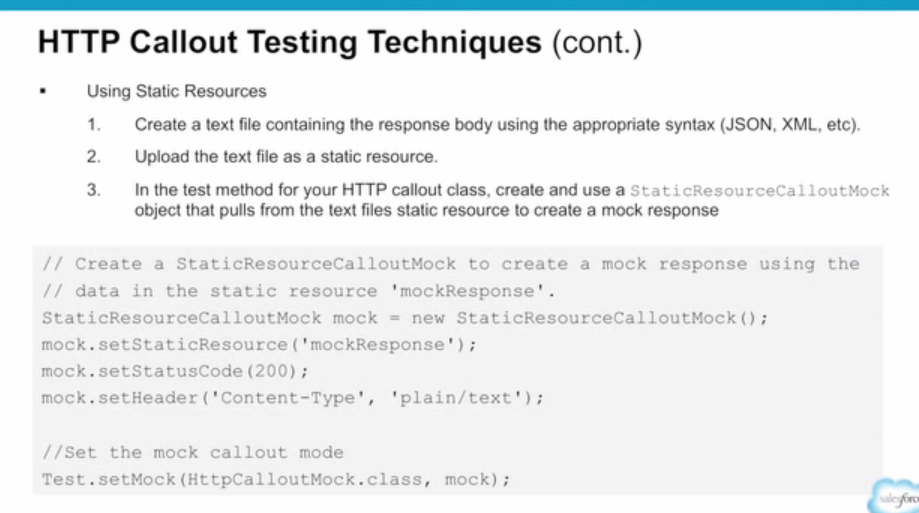 HTTP Callout Testing Techniques (cont.)
▪ Using Static Resources
1. Create a text file containing the response body using the appropriate syntax (JSON, XML, etc).
2. Upload the text file as a static resource.
3. In the test method for your HTTP callout class, create and use a StaticResourceCalloutMock
object that pulls from the text files static resource to create a mock response
// Create a StaticResourceCalloutMock to create a mock response using the
// data in the static resource 'mockResponse'.
StaticResourceCalloutMock mock = new StaticResourceCalloutMock();
mock.setStaticResource('mockResponse');
mock.setStatusCode(200);
mock.setHeader('Content-Type', 'plain/text');
//Set the mock callout mode
Test.setMock(HttpCalloutMock.class, mock);
salesforc